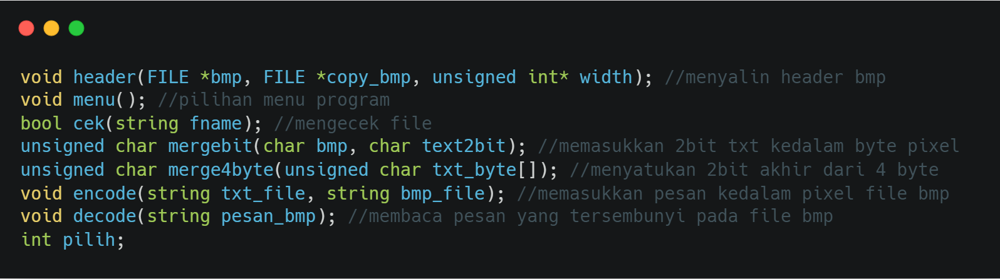 void header(FILE *bmp, FILE *copy_bmp, unsigned int* width); //menyalin header bmp
void menu(); //pilihan menu program
bool cek(string fname); //mengecek file
unsigned char mergebit(char bmp, char text2bit); //memasukkan 2bit txt kedalam byte pixel
unsigned char merge4byte(unsigned char txt_byte[]); //menyatukan 2bit akhir dari 4 byte
void encode(string txt_file, string bmp_file); //memasukkan pesan kedalam pixel file bmp
void decode(string pesan_bmp); //membaca pesan yang tersembunyi pada file bmp
int pilih;